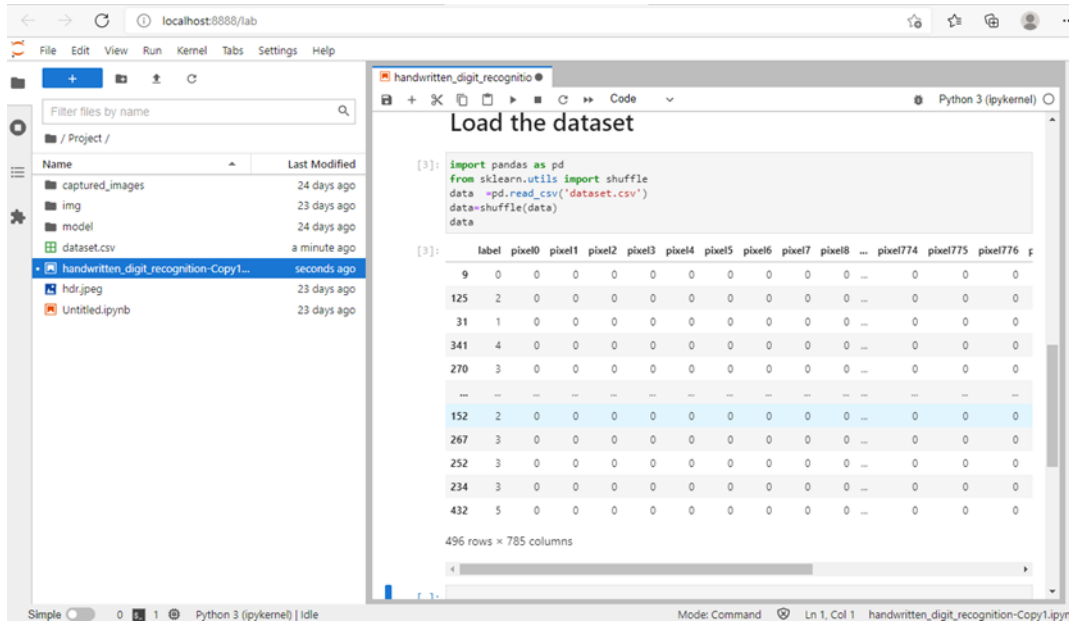 localhost:8888/lab
File Edit View Run Kernel Tabs Settings Help
+
Filter files by name
/ Project /
Name Last Modified
captured_images 24 days ago
img 23 days ago
model 24 days ago
dataset.csv a minute ago
handwritten_digit_recognition-Copy1... seconds ago
hdr.jpeg 23 days ago
Untitled.ipynb 23 days ago
handwritten_digit_recognitio
Code Python 3 (ipykernel)
Load the dataset
[3]: import pandas as pd
from sklearn.utils import shuffle
data =pd.read_csv('dataset.csv')
data=shuffle(data)
data
[3]: label pixel0 pixel1 pixel2 pixel3 pixel4 pixel5 pixel6 pixel7 pixel8 ... pixel774 pixel775 pixel776 p
9 0 0 0 0 0 0 0 0 0 0 ... 0 0 0
125 2 0 0 0 0 0 0 0 0 0 ... 0 0 0
31 1 0 0 0 0 0 0 0 0 0 ... 0 0 0
341 4 0 0 0 0 0 0 0 0 0 ... 0 0 0
270 3 0 0 0 0 0 0 0 0 0 ... 0 0 0
... ... ... ... ... ... ... ... ... ... ... ... ... ... ...
152 2 0 0 0 0 0 0 0 0 0 ... 0 0 0
267 3 0 0 0 0 0 0 0 0 0 ... 0 0 0
252 3 0 0 0 0 0 0 0 0 0 ... 0 0 0
234 3 0 0 0 0 0 0 0 0 0 ... 0 0 0
432 5 0 0 0 0 0 0 0 0 0 ... 0 0 0
496 rows × 785 columns
[ ]:
Simple 0 1 Python 3 (ipykernel) | Idle Mode: Command Ln 1, Col 1 handwritten_digit_recognition-Copy1.ipyn